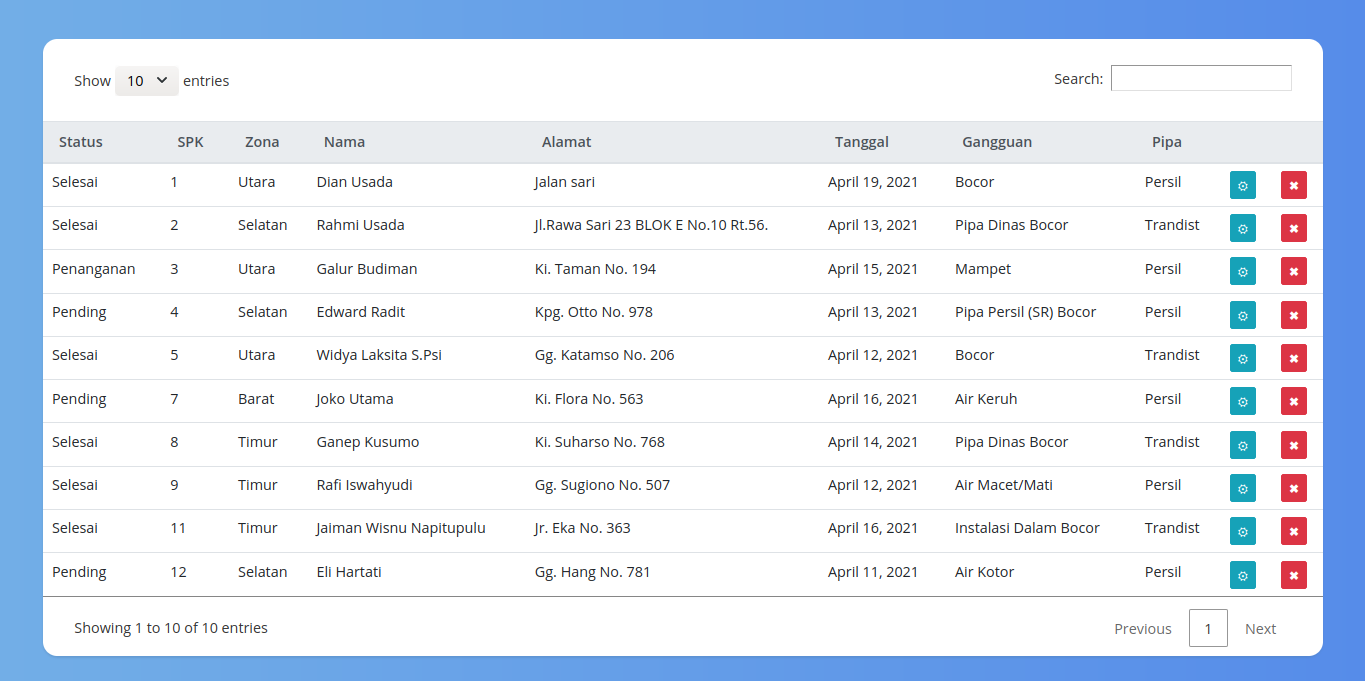 Show 10 entries Search:
Status SPK Zona Nama Alamat Tanggal Gangguan Pipa
Selesai 1 Utara Dian Usada Jalan sari April 19, 2021 Bocor Persil
Selesai 2 Selatan Rahmi Usada Jl.Rawa Sari 23 BLOK E No.10 Rt.56. April 13, 2021 Pipa Dinas Bocor Trandist
Penanganan 3 Utara Galur Budiman Ki. Taman No. 194 April 15, 2021 Mampet Persil
Pending 4 Selatan Edward Radit Kpg. Otto No. 978 April 13, 2021 Pipa Persil (SR) Bocor Persil
Selesai 5 Utara Widya Laksita S.Psi Gg. Katamso No. 206 April 12, 2021 Bocor Trandist
Pending 7 Barat Joko Utama Ki. Flora No. 563 April 16, 2021 Air Keruh Persil
Selesai 8 Timur Ganep Kusumo Ki. Suharso No. 768 April 14, 2021 Pipa Dinas Bocor Trandist
Selesai 9 Timur Rafi Iswahyudi Gg. Sugiono No. 507 April 12, 2021 Air Macet/Mati Persil
Selesai 11 Timur Jaiman Wisnu Napitupulu Jr. Eka No. 363 April 16, 2021 Instalasi Dalam Bocor Trandist
Pending 12 Selatan Eli Hartati Gg. Hang No. 781 April 11, 2021 Air Kotor Persil
Showing 1 to 10 of 10 entries Previous 1 Next